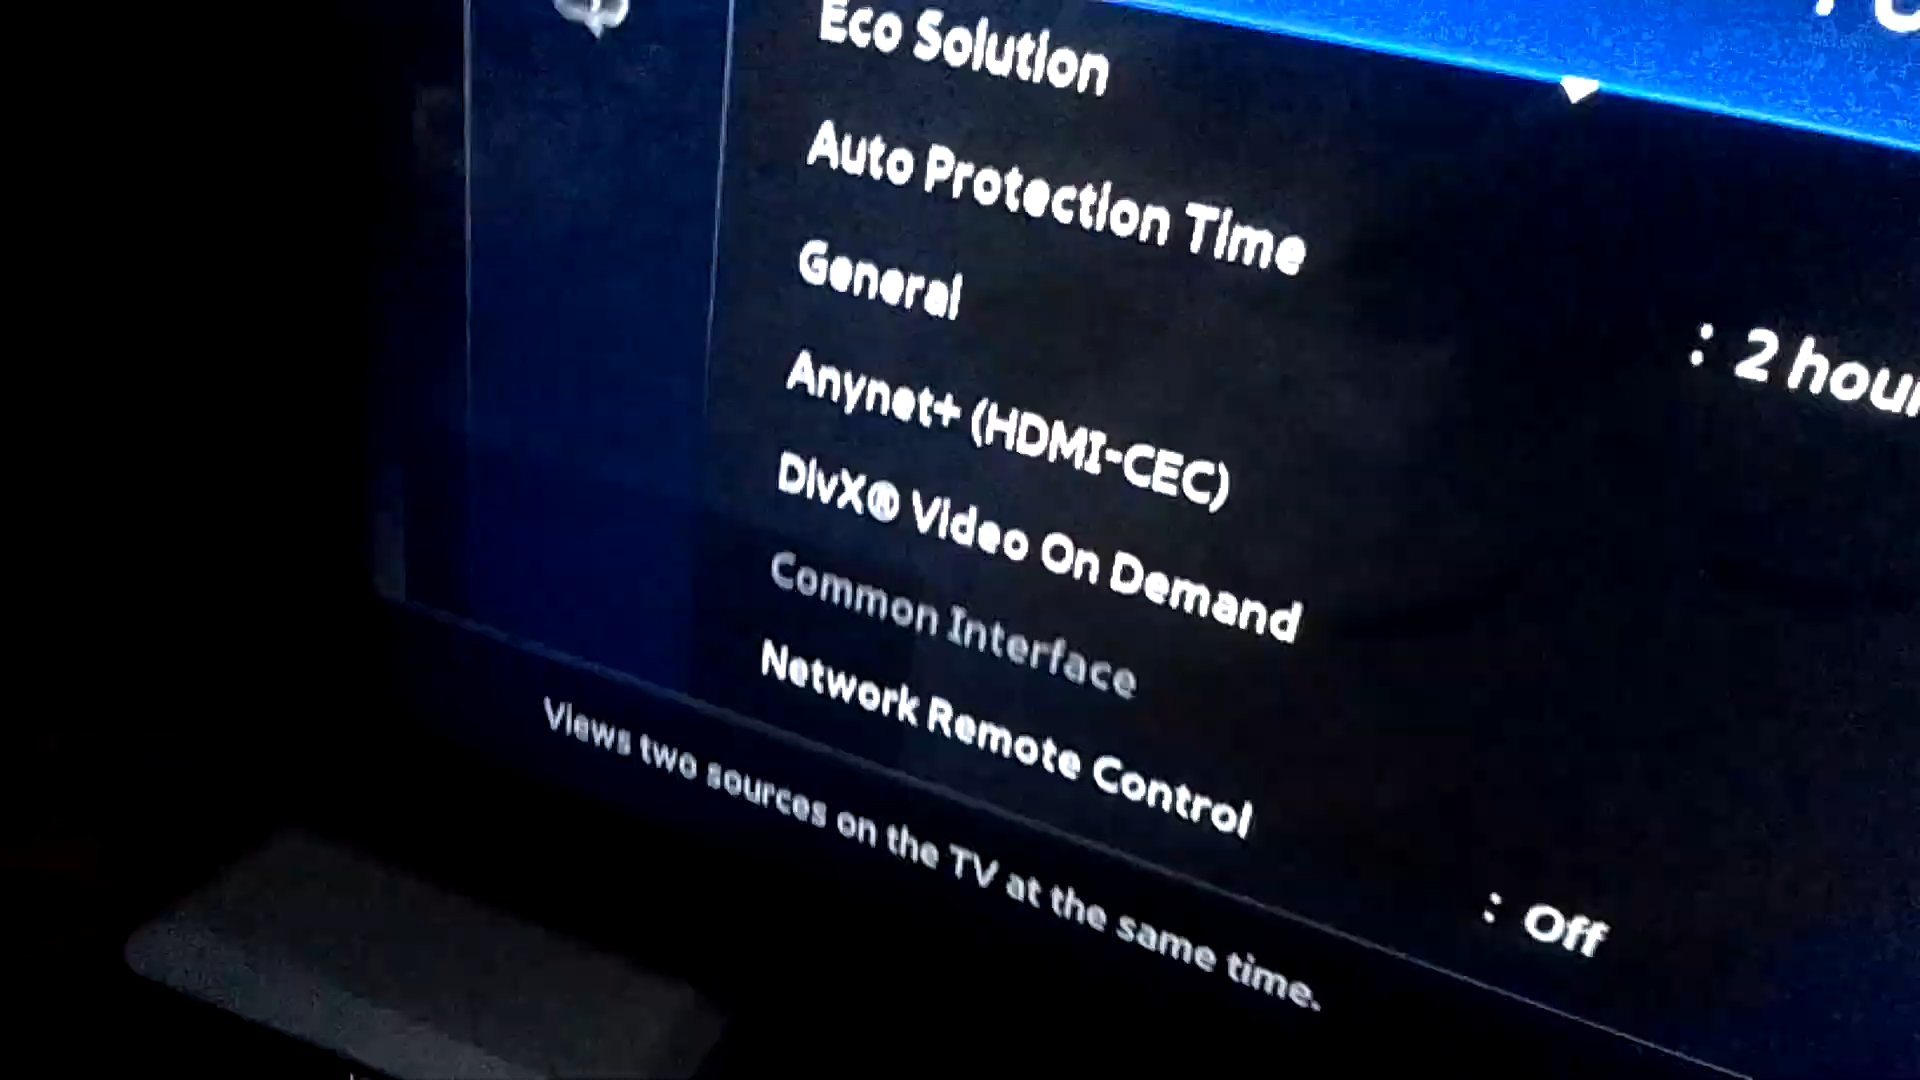 Eco Solution
Auto Protection Time : 2 hour
General
Anynet+ (HDMI-CEC)
DivX® Video On Demand
Common Interface
Network Remote Control : Off
Views two sources on the TV at the same time.